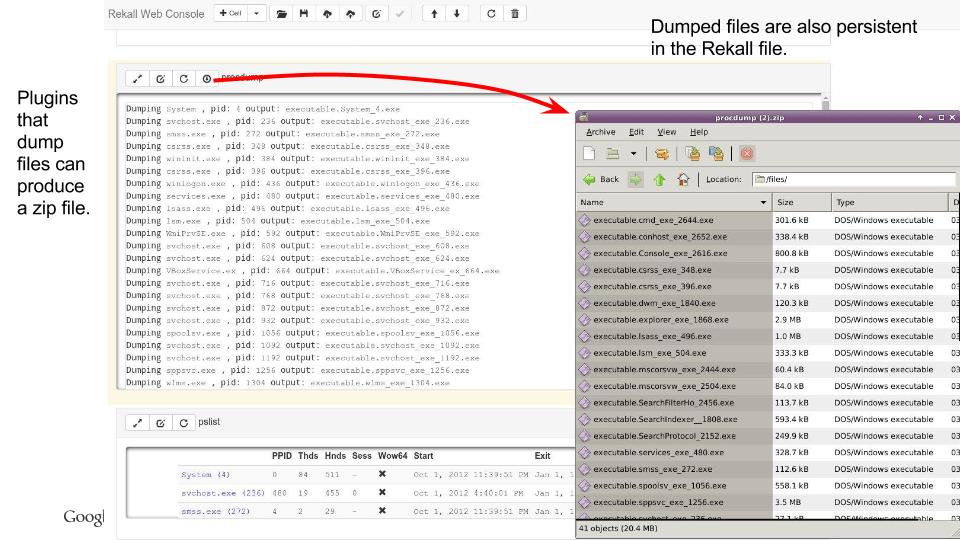 Rekall Web Console
+ Cell
Dumped files are also persistent
in the Rekall file.
Plugins
that
dump
files can
produce
a zip file.
procdump
Dumping System , pid: 4 output: executable.System_4.exe
Dumping svchost.exe , pid: 236 output: executable.svchost_exe_236.exe
Dumping smss.exe , pid: 272 output: executable.smss_exe_272.exe
Dumping csrss.exe , pid: 348 output: executable.csrss_exe_348.exe
Dumping wininit.exe , pid: 384 output: executable.wininit_exe_384.exe
Dumping csrss.exe , pid: 396 output: executable.csrss_exe_396.exe
Dumping winlogon.exe , pid: 436 output: executable.winlogon_exe_436.exe
Dumping services.exe , pid: 480 output: executable.services_exe_480.exe
Dumping lsass.exe , pid: 496 output: executable.lsass_exe_496.exe
Dumping lsm.exe , pid: 504 output: executable.lsm_exe_504.exe
Dumping WmiPrvSE.exe , pid: 592 output: executable.WmiPrvSE_exe_592.exe
Dumping svchost.exe , pid: 608 output: executable.svchost_exe_608.exe
Dumping svchost.exe , pid: 624 output: executable.svchost_exe_624.exe
Dumping VBoxService.ex , pid: 664 output: executable.VBoxService_ex_664.exe
Dumping svchost.exe , pid: 716 output: executable.svchost_exe_716.exe
Dumping svchost.exe , pid: 768 output: executable.svchost_exe_768.exe
Dumping svchost.exe , pid: 872 output: executable.svchost_exe_872.exe
Dumping svchost.exe , pid: 932 output: executable.svchost_exe_932.exe
Dumping spoolsv.exe , pid: 1056 output: executable.spoolsv_exe_1056.exe
Dumping svchost.exe , pid: 1092 output: executable.svchost_exe_1092.exe
Dumping svchost.exe , pid: 1192 output: executable.svchost_exe_1192.exe
Dumping sppsvc.exe , pid: 1256 output: executable.sppsvc_exe_1256.exe
Dumping wlms.exe , pid: 1304 output: executable.wlms_exe_1304.exe
procdump (2).zip
Archive Edit View Help
Back Location: /files/
Name Size Type D
executable.cmd_exe_2644.exe 301.6 kB DOS/Windows executable 03
executable.conhost_exe_2652.exe 338.4 kB DOS/Windows executable 03
executable.Console_exe_2616.exe 800.8 kB DOS/Windows executable 03
executable.csrss_exe_348.exe 7.7 kB DOS/Windows executable 03
executable.csrss_exe_396.exe 7.7 kB DOS/Windows executable 03
executable.dwm_exe_1840.exe 120.3 kB DOS/Windows executable 03
executable.explorer_exe_1868.exe 2.9 MB DOS/Windows executable 03
executable.lsass_exe_496.exe 1.0 MB DOS/Windows executable 03
executable.lsm_exe_504.exe 333.3 kB DOS/Windows executable 03
executable.mscorsvw_exe_2444.exe 60.4 kB DOS/Windows executable 03
executable.mscorsvw_exe_2504.exe 84.0 kB DOS/Windows executable 03
executable.SearchFilterHo_2456.exe 113.7 kB DOS/Windows executable 03
executable.SearchIndexer__1808.exe 593.4 kB DOS/Windows executable 03
executable.SearchProtocol_2152.exe 249.9 kB DOS/Windows executable 03
executable.services_exe_480.exe 328.7 kB DOS/Windows executable 03
executable.smss_exe_272.exe 112.6 kB DOS/Windows executable 03
executable.spoolsv_exe_1056.exe 558.1 kB DOS/Windows executable 03
executable.sppsvc_exe_1256.exe 3.5 MB DOS/Windows executable 03
executable.svchost_exe_236.exe 27.1 kB DOS/Windows executable 03
41 objects (20.4 MB)
pslist
PPID Thds Hnds Sess Wow64 Start Exit
System (4) 0 84 511 – ✖ Oct 1, 2012 11:39:51 PM Jan 1, 1
svchost.exe (236) 480 19 455 0 ✖ Oct 2, 2012 4:40:01 PM Jan 1, 1
smss.exe (272) 4 2 29 – ✖ Oct 1, 2012 11:39:51 PM Jan 1, 1
Googl